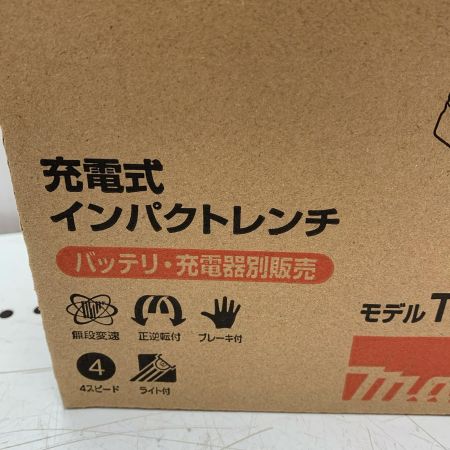 充電式
インパクトレンチ
バッテリ・充電器別販売
無段変速 正逆転付 ブレーキ付
4
4スピード ライト付
モデル T